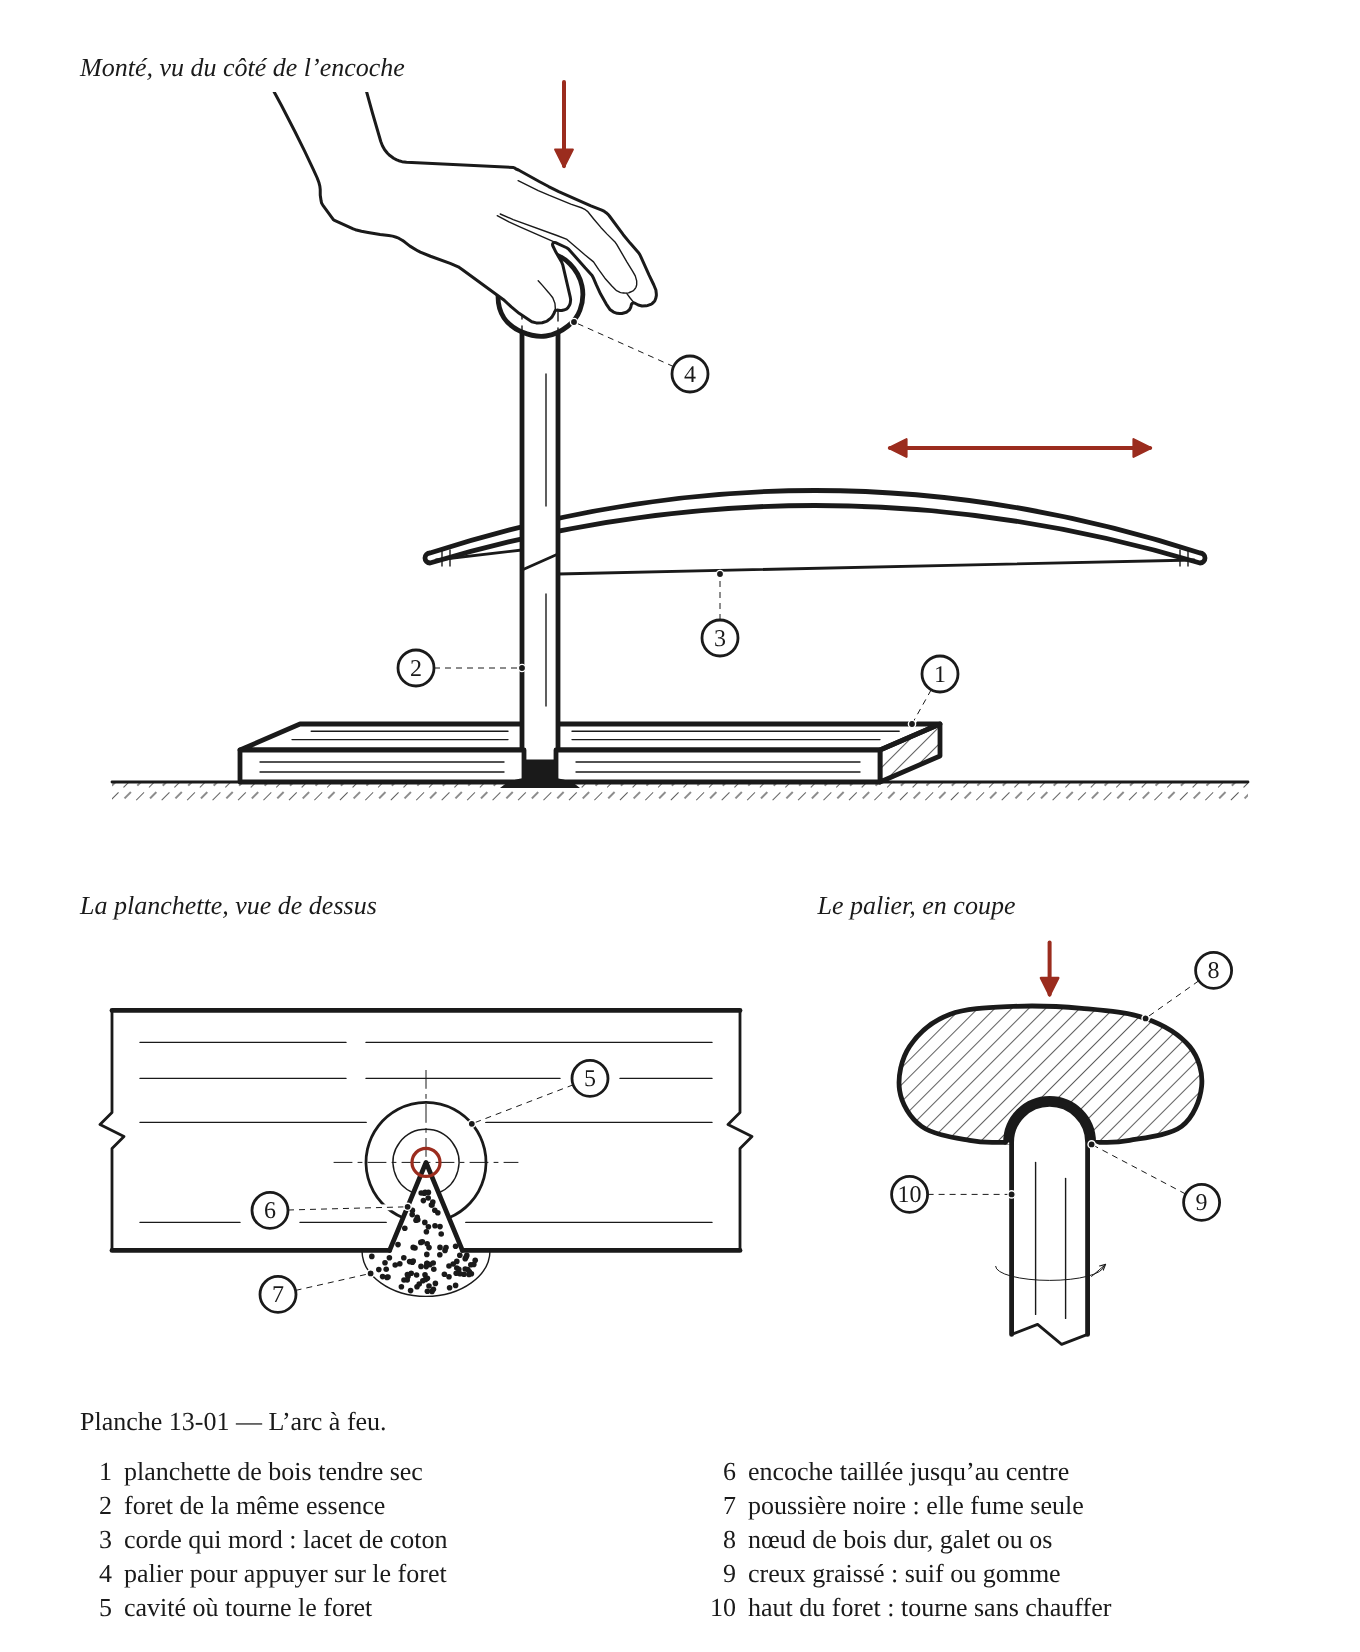 Monté, vu du côté de l’encoche
4
3
2
1
La planchette, vue de dessus
Le palier, en coupe
8
5
10
9
6
7
Planche 13-01 — L’arc à feu.
1 planchette de bois tendre sec
2 foret de la même essence
3 corde qui mord : lacet de coton
4 palier pour appuyer sur le foret
5 cavité où tourne le foret
6 encoche taillée jusqu’au centre
7 poussière noire : elle fume seule
8 nœud de bois dur, galet ou os
9 creux graissé : suif ou gomme
10 haut du foret : tourne sans chauffer